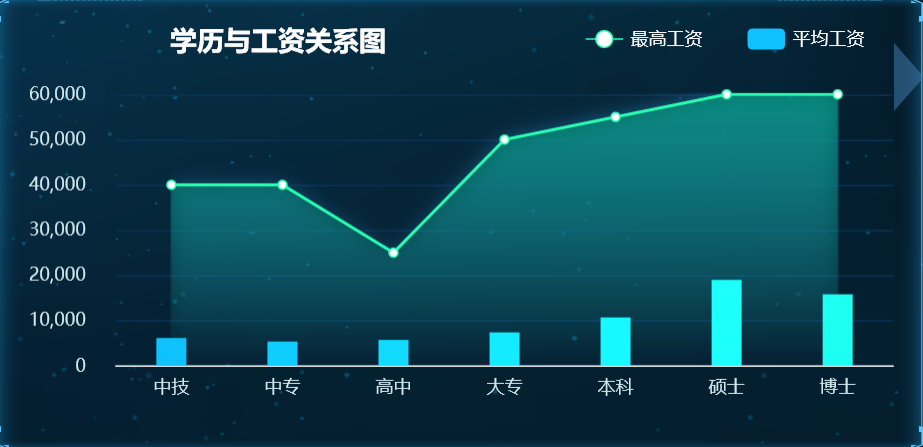 学历与工资关系图
最高工资
平均工资
60,000
50,000
40,000
30,000
20,000
10,000
0
中技 中专 高中 大专 本科 硕士 博士